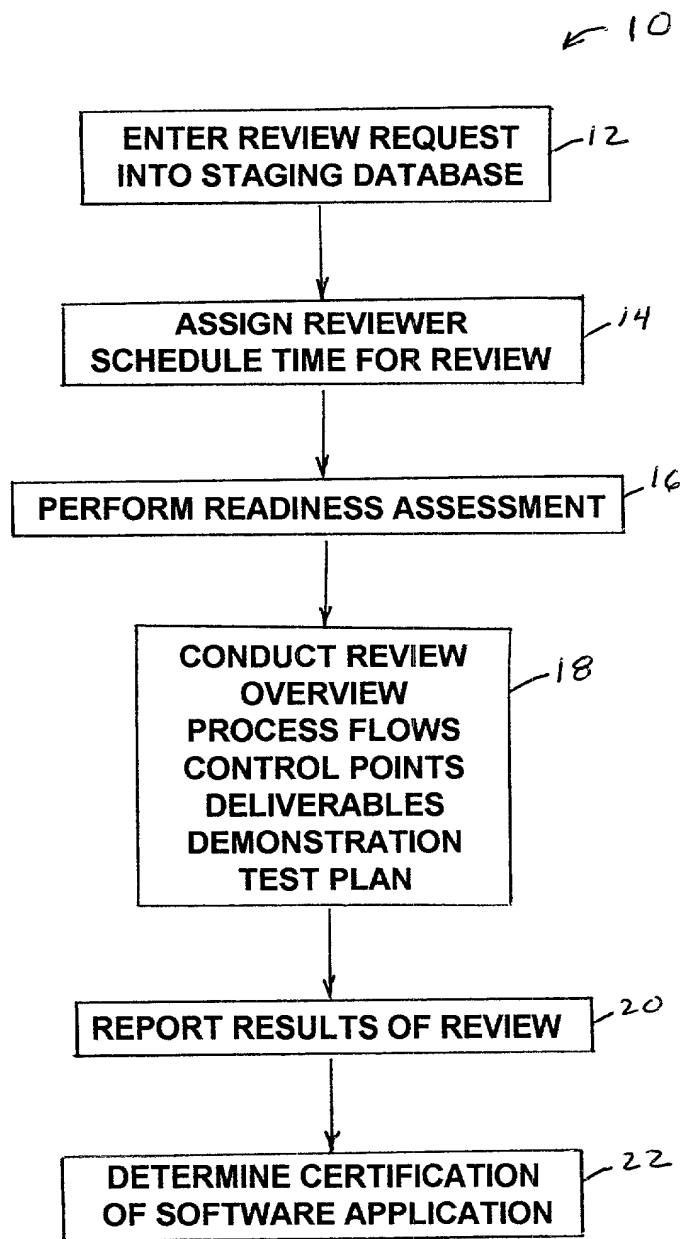 10
ENTER REVIEW REQUEST
INTO STAGING DATABASE
12
ASSIGN REVIEWER
SCHEDULE TIME FOR REVIEW
14
PERFORM READINESS ASSESSMENT
16
CONDUCT REVIEW
OVERVIEW
PROCESS FLOWS
CONTROL POINTS
DELIVERABLES
DEMONSTRATION
TEST PLAN
18
REPORT RESULTS OF REVIEW
20
DETERMINE CERTIFICATION
OF SOFTWARE APPLICATION
22